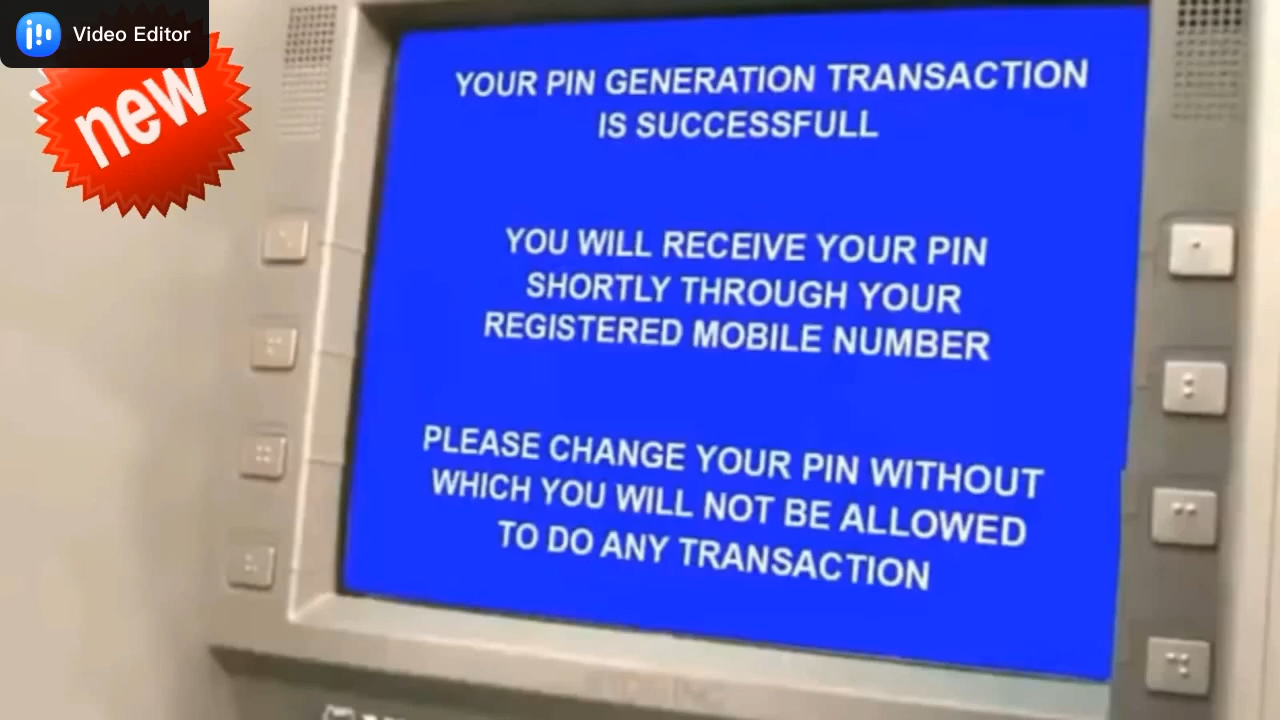 Video Editor
new
YOUR PIN GENERATION TRANSACTION
IS SUCCESSFULL
YOU WILL RECEIVE YOUR PIN
SHORTLY THROUGH YOUR
REGISTERED MOBILE NUMBER
PLEASE CHANGE YOUR PIN WITHOUT
WHICH YOU WILL NOT BE ALLOWED
TO DO ANY TRANSACTION